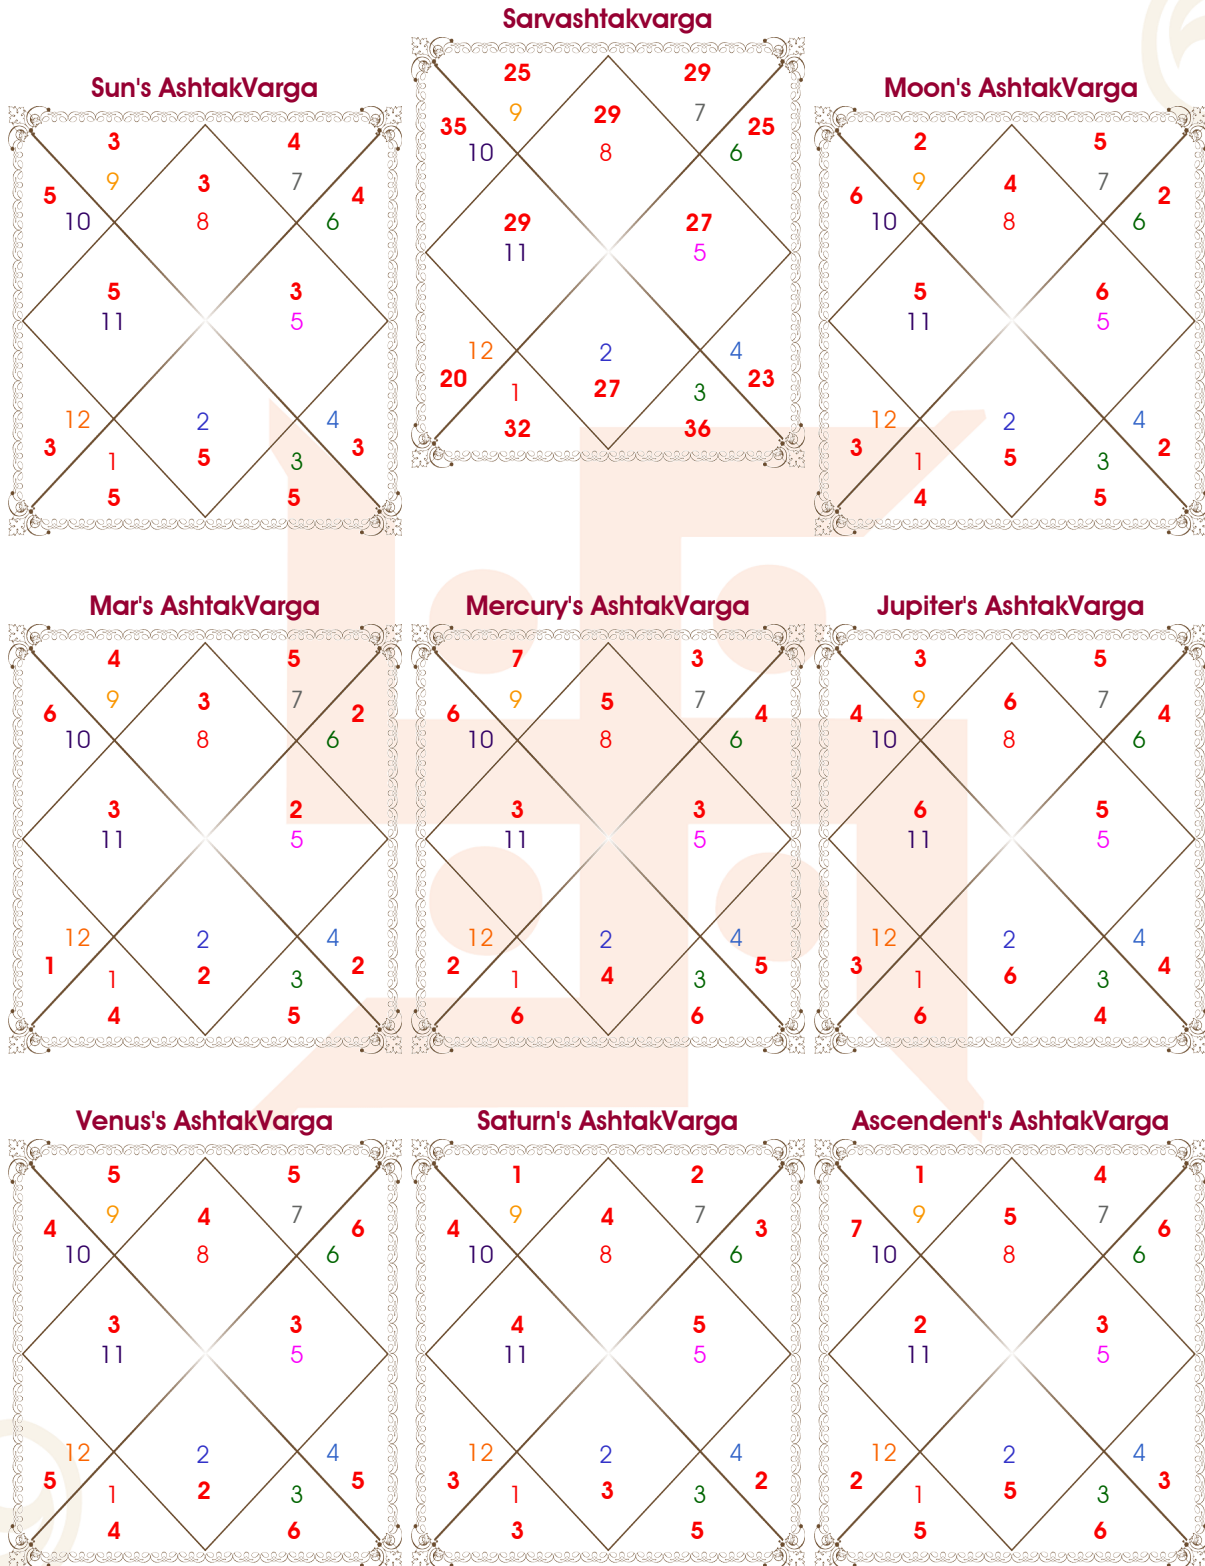 Sarvashtakvarga
25 29
9 29 7
35 25
10 8 6
29 27
11 5
12 2 4
20 27 23
1 3
32 36
Sun's AshtakVarga
3 4
9 3 7
5 4
10 8 6
5 3
11 5
12 2 4
3 5 3
1 3
5 5
Moon's AshtakVarga
2 5
9 4 7
6 2
10 8 6
5 6
11 5
12 2 4
3 5 2
1 3
4 5
Mar's AshtakVarga
4 5
9 3 7
6 2
10 8 6
3 2
11 5
12 2 4
1 2 2
1 3
4 5
Mercury's AshtakVarga
7 3
9 5 7
6 4
10 8 6
3 3
11 5
12 2 4
2 4 5
1 3
6 6
Jupiter's AshtakVarga
3 5
9 6 7
4 4
10 8 6
6 5
11 5
12 2 4
3 6 4
1 3
6 4
Venus's AshtakVarga
5 5
9 4 7
4 6
10 8 6
3 3
11 5
12 2 4
5 2 5
1 3
4 6
Saturn's AshtakVarga
1 2
9 4 7
4 3
10 8 6
4 5
11 5
12 2 4
3 3 2
1 3
3 5
Ascendent's AshtakVarga
1 4
9 5 7
7 6
10 8 6
2 3
11 5
12 2 4
2 5 3
1 3
5 6